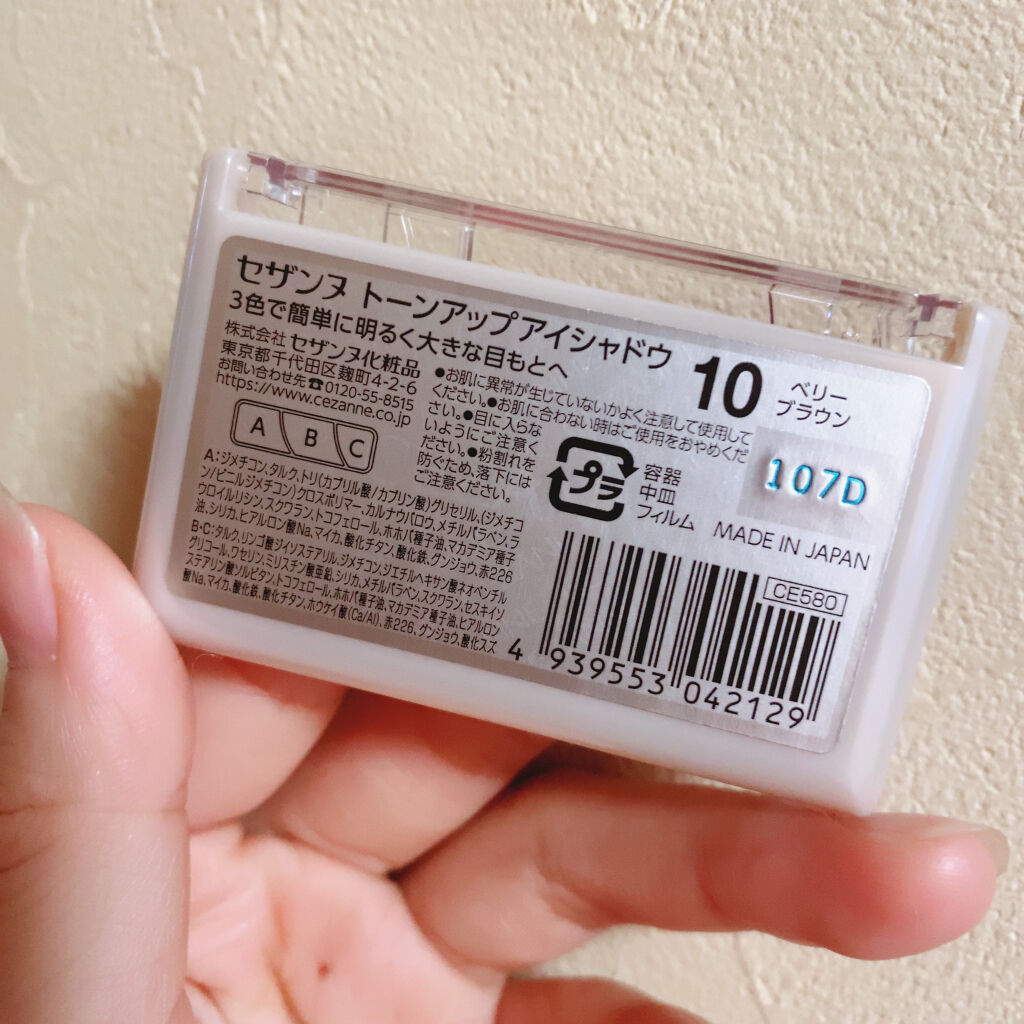 セザンヌ トーンアップアイシャドウ
3色で簡単に明るく大きな目もとへ
10
ベリー
ブラウン
株式会社 セザンヌ化粧品
東京都千代田区麹町4-2-6
お問い合わせ先☎0120-55-8515
https://www.cezanne.co.jp
A B C
●お肌に異常が生じていないかよく注意して使用して
ください。●お肌に合わない時はご使用をおやめくだ
さい。●目に入らな
いようにご注意く
ださい。●粉割れを
防ぐため、落下には
ご注意ください。
プラ
容器
中皿
フィルム
107D
MADE IN JAPAN
CE580
A:ジメチコン、タルク、トリ(カプリル酸/カプリン酸)グリセリル、(ジメチコ
ン/ビニルジメチコン)クロスポリマー、カルナウバロウ、メチルパラベン、ラ
ウロイルリシン、スクワラン、トコフェロール、ホホバ種子油、マカデミア種子
油、シリカ、ヒアルロン酸Na、マイカ、酸化チタン、酸化鉄、グンジョウ、赤226
B・C:タルク、リンゴ酸ジイソステアリル、ジメチコン、ジエチルヘキサン酸ネオペンチル
グリコール、ワセリン、ミリスチン酸亜鉛、シリカ、メチルパラベン、スクワラン、セスキイソ
ステアリン酸ソルビタン、トコフェロール、ホホバ種子油、マカデミア種子油、ヒアルロン
酸Na、マイカ、酸化鉄、酸化チタン、ホウケイ酸(Ca/Al)、赤226、グンジョウ、酸化スズ
4 939553 042129